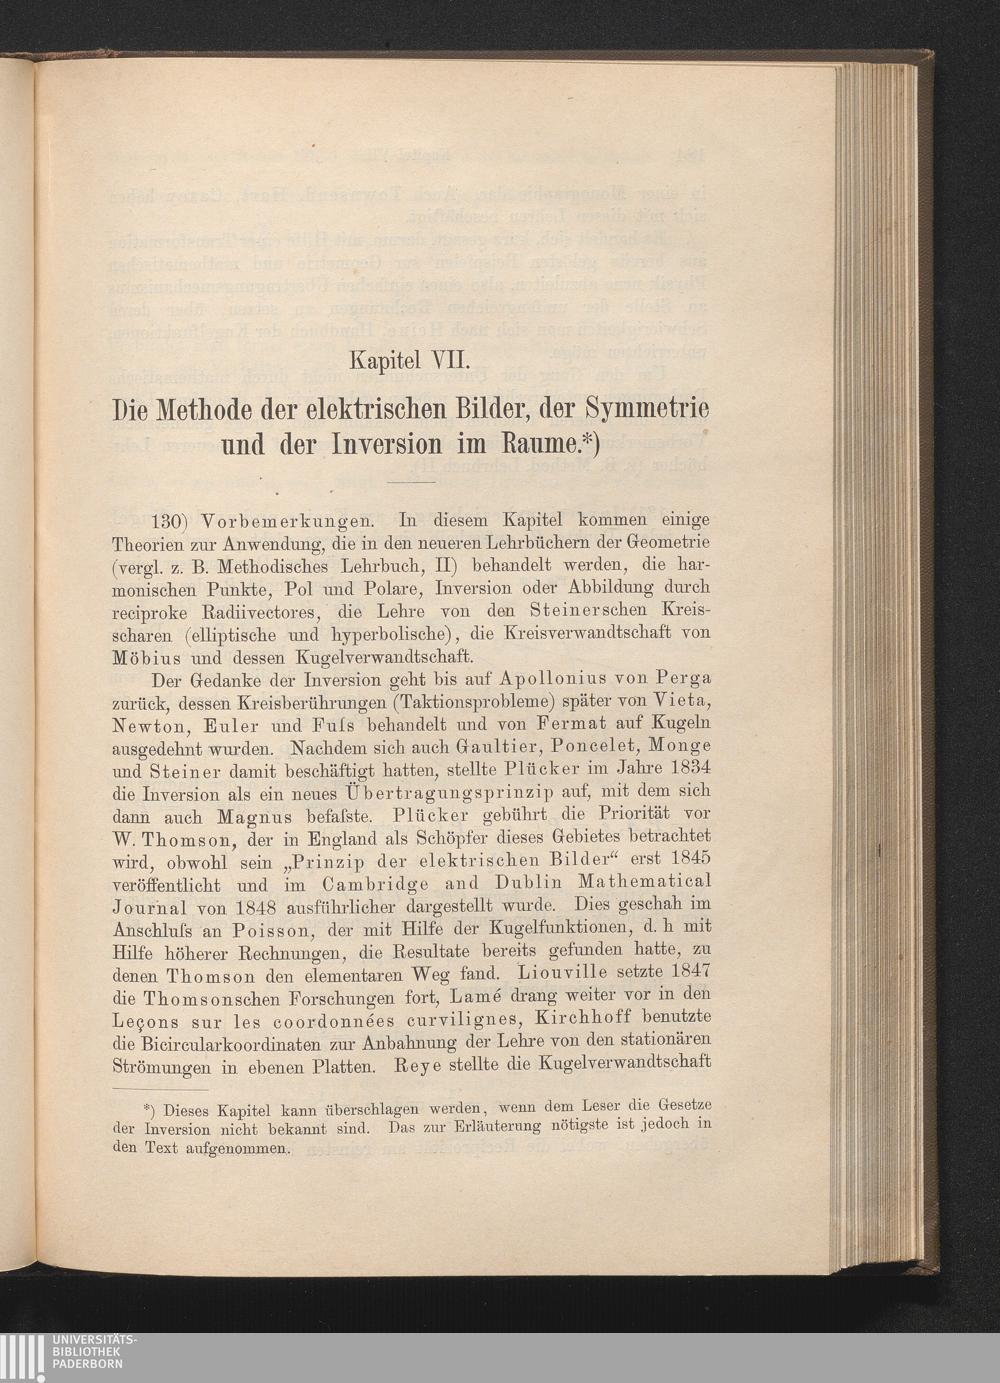 Kapitel VII.
Die Methode der elektrischen Bilder, der Symmetrie
und der Inversion im Raume.*)
130) Vorbemerkungen. In diesem Kapitel kommen einige
Theorien zur Anwendung, die in den neueren Lehrbüchern der Geometrie
(vergl. z. B. Methodisches Lehrbuch, II) behandelt werden, die har-
monischen Punkte, Pol und Polare, Inversion oder Abbildung durch
reciproke Radiivectores, die Lehre von den Steinerschen Kreis-
scharen (elliptische und hyperbolische), die Kreisverwandtschaft von
Möbius und dessen Kugelverwandtschaft.
Der Gedanke der Inversion geht bis auf Apollonius von Perga
zurück, dessen Kreisberührungen (Taktionsprobleme) später von Vieta,
Newton, Euler und Fuſs behandelt und von Fermat auf Kugeln
ausgedehnt wurden. Nachdem sich auch Gaultier, Poncelet, Monge
und Steiner damit beschäftigt hatten, stellte Plücker im Jahre 1834
die Inversion als ein neues Übertragungsprinzip auf, mit dem sich
dann auch Magnus befaſste. Plücker gebührt die Priorität vor
W. Thomson, der in England als Schöpfer dieses Gebietes betrachtet
wird, obwohl sein „Prinzip der elektrischen Bilder“ erst 1845
veröffentlicht und im Cambridge and Dublin Mathematical
Journal von 1848 ausführlicher dargestellt wurde. Dies geschah im
Anschluſs an Poisson, der mit Hilfe der Kugelfunktionen, d. h mit
Hilfe höherer Rechnungen, die Resultate bereits gefunden hatte, zu
denen Thomson den elementaren Weg fand. Liouville setzte 1847
die Thomsonschen Forschungen fort, Lamé drang weiter vor in den
Leçons sur les coordonnées curvilignes, Kirchhoff benutzte
die Bicircularkoordinaten zur Anbahnung der Lehre von den stationären
Strömungen in ebenen Platten. Reye stellte die Kugelverwandtschaft
*) Dieses Kapitel kann überschlagen werden, wenn dem Leser die Gesetze
der Inversion nicht bekannt sind. Das zur Erläuterung nötigste ist jedoch in
den Text aufgenommen.
UNIVERSITÄTS-
BIBLIOTHEK
PADERBORN